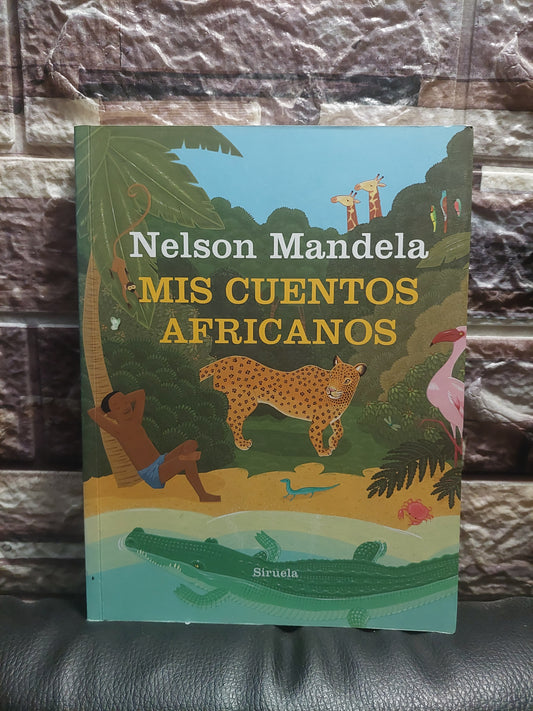 Nelson Mandela
MIS CUENTOS
AFRICANOS
Siruela